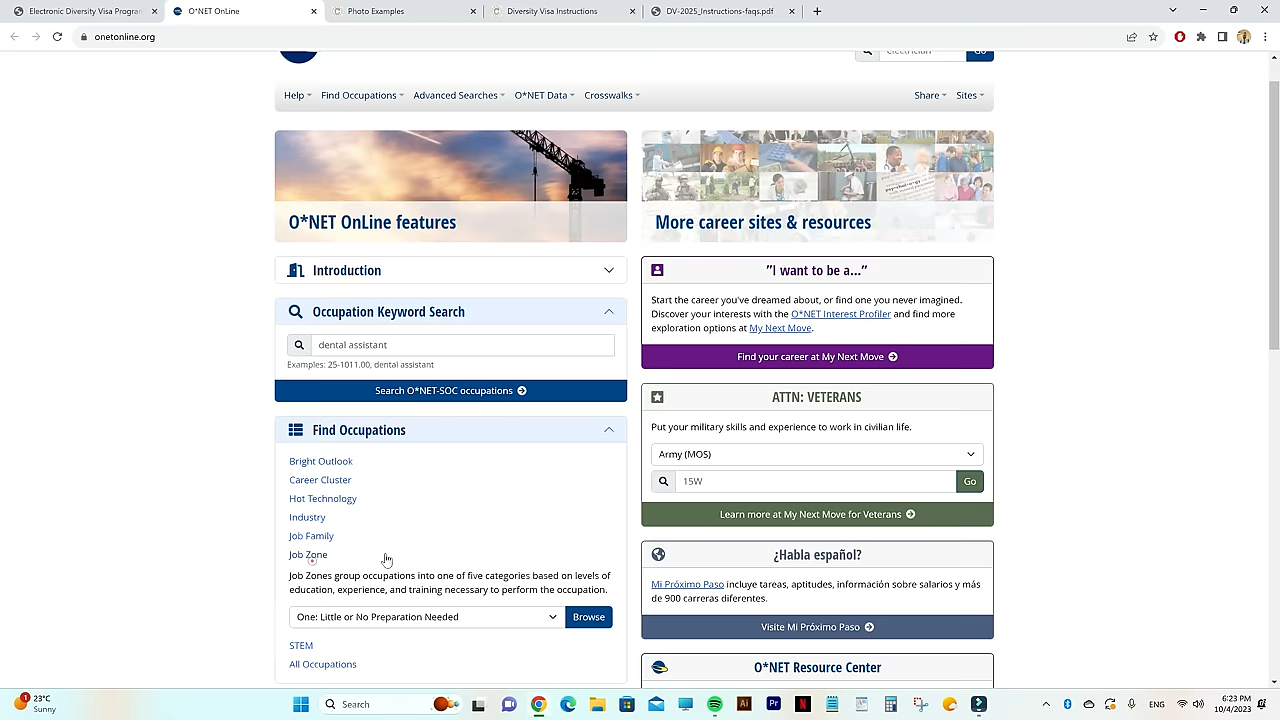 Electronic Diversity Visa Progra
O*NET OnLine
Photo Examples
Diversity Visa Instructions
DV-2025_Instructions-faqs.pdf
onetonline.org
electrician
Go
Help
Find Occupations
Advanced Searches
O*NET Data
Crosswalks
Share
Sites
O*NET OnLine features
More career sites & resources
Introduction
Occupation Keyword Search
dental assistant
Examples: 25-1011.00, dental assistant
Search O*NET-SOC occupations
Find Occupations
Bright Outlook
Career Cluster
Hot Technology
Industry
Job Family
Job Zone
Job Zones group occupations into one of five categories based on levels of
education, experience, and training necessary to perform the occupation.
One: Little or No Preparation Needed
Browse
STEM
All Occupations
"I want to be a..."
Start the career you've dreamed about, or find one you never imagined.
Discover your interests with the O*NET Interest Profiler and find more
exploration options at My Next Move.
Find your career at My Next Move
ATTN: VETERANS
Put your military skills and experience to work in civilian life.
Army (MOS)
15W
Go
Learn more at My Next Move for Veterans
¿Habla español?
Mi Próximo Paso incluye tareas, aptitudes, información sobre salarios y más
de 900 carreras diferentes.
Visite Mi Próximo Paso
O*NET Resource Center
1
23°C
Sunny
Search
Ai
Pr
N
ENG
6:23 PM
10/4/2023